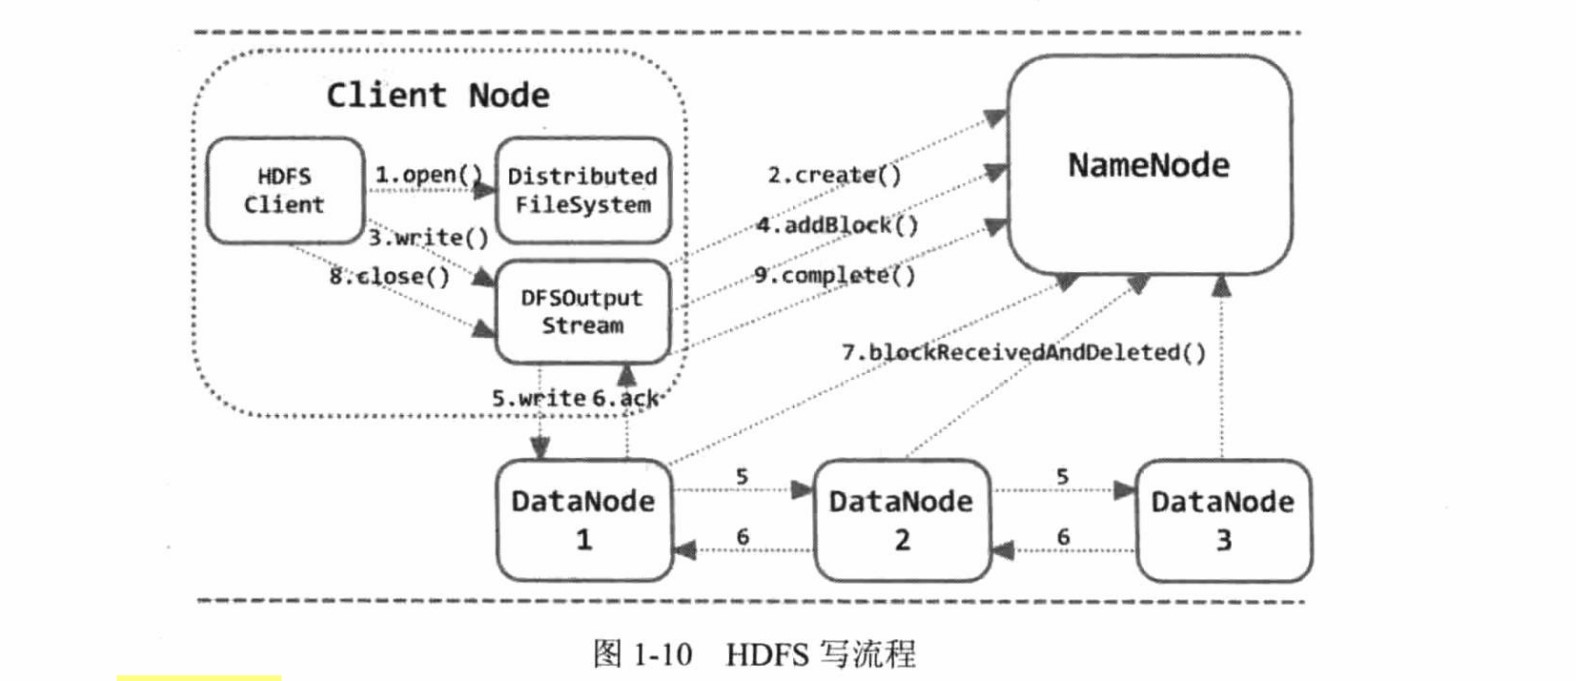 Client Node
HDFS
Client
1.open()
Distributed
FileSystem
3.write()
8.close()
DFSOutput
Stream
2.create()
4.addBlock()
9.complete()
NameNode
7.blockReceivedAndDeleted()
5.write
6.ack
DataNode
1
5
6
DataNode
2
5
6
DataNode
3
图 1-10 HDFS 写流程